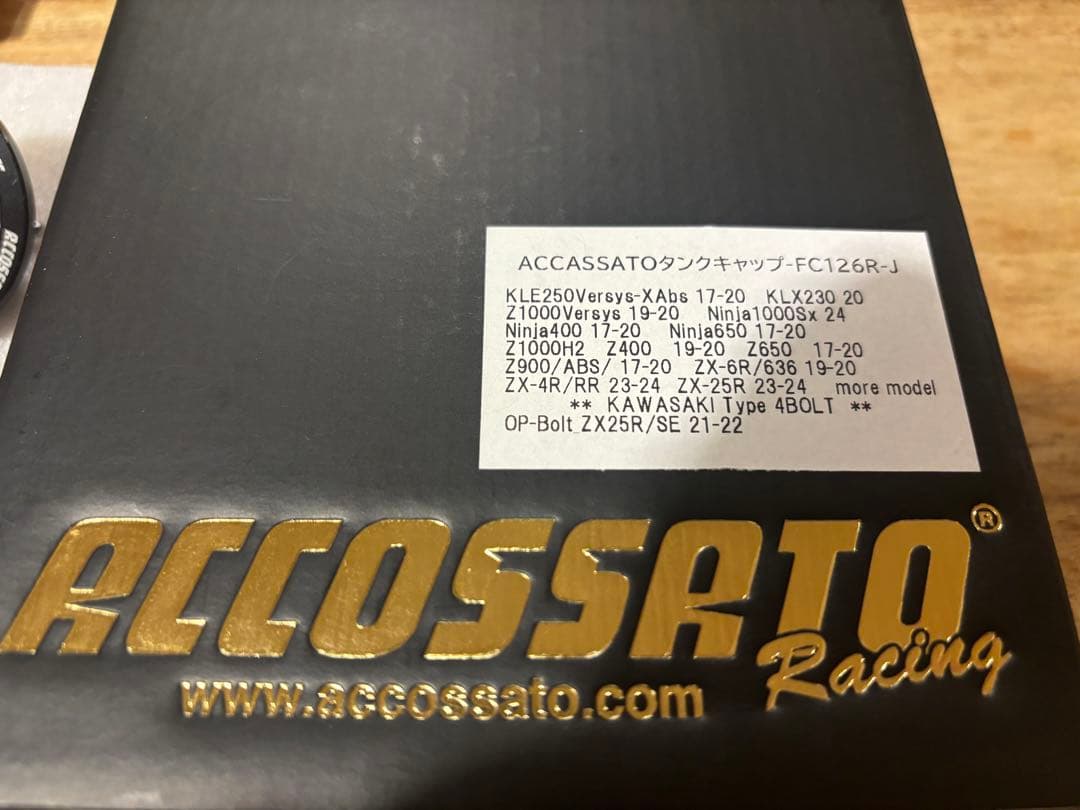 ACCASSATOタンクキャップ-FC126R-J
KLE250Versys-XAbs 17-20 KLX230 20
Z1000Versys 19-20 Ninja1000Sx 24
Ninja400 17-20 Ninja650 17-20
Z1000H2 Z400 19-20 Z650 17-20
Z900/ABS/ 17-20 ZX-6R/636 19-20
ZX-4R/RR 23-24 ZX-25R 23-24 more model
** KAWASAKI Type 4BOLT **
OP-Bolt_ZX25R/SE 21-22
ACCOSSATO®
Racing
www.accossato.com